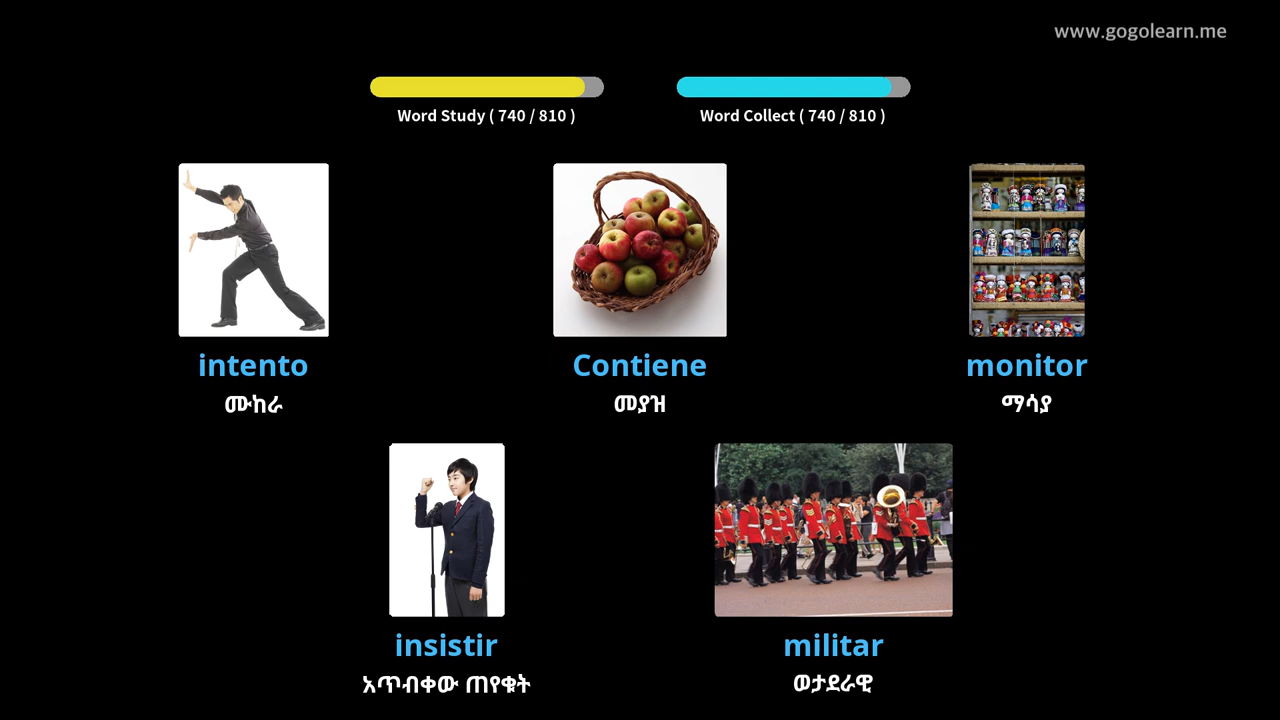 www.gogolearn.me
Word Study ( 740 / 810 )
Word Collect ( 740 / 810 )
intento
ሙከራ
Contiene
መያዝ
monitor
ማሳያ
insistir
አጥብቀው ጠየቁት
militar
ወታደራዊ